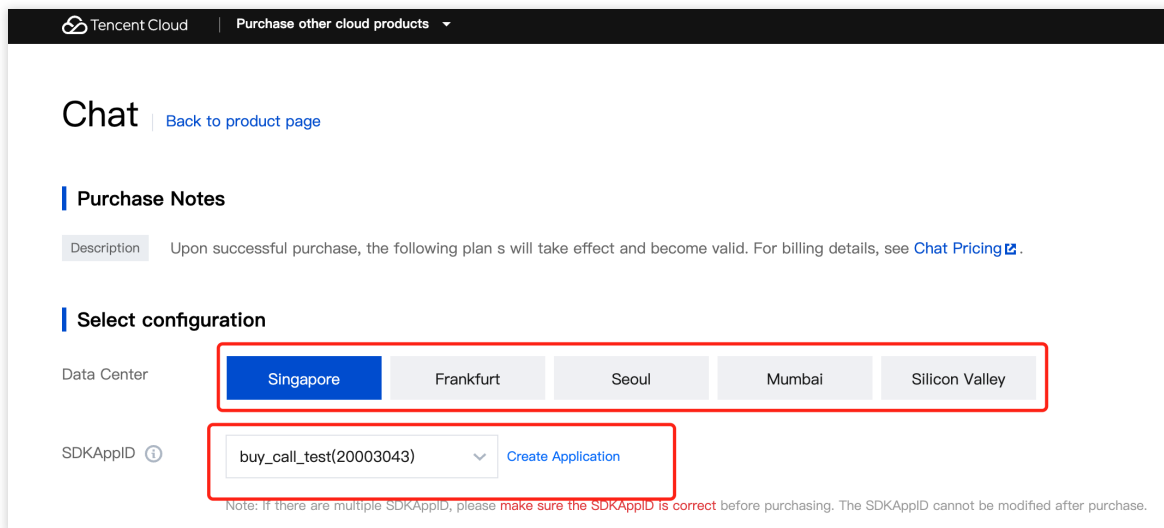 Tencent Cloud | Purchase other cloud products
Chat | Back to product page
Purchase Notes
Description Upon successful purchase, the following plan s will take effect and become valid. For billing details, see Chat Pricing.
Select configuration
Data Center Singapore Frankfurt Seoul Mumbai Silicon Valley
SDKAppID buy_call_test(20003043) Create Application
Note: If there are multiple SDKAppID, please make sure the SDKAppID is correct before purchasing. The SDKAppID cannot be modified after purchase.